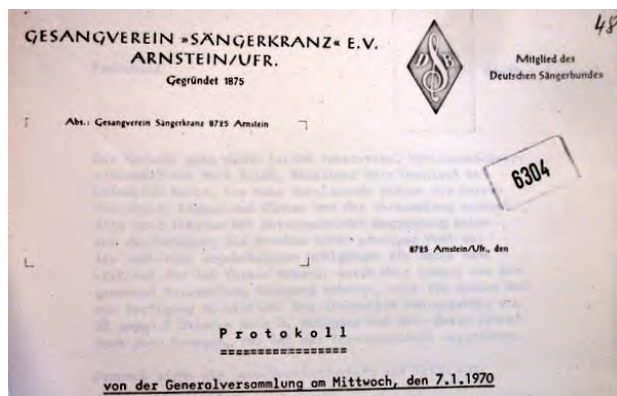 48
GESANGVEREIN »SÄNGERKRANZ« E.V.
ARNSTEIN/UFR.
Gegründet 1875
D S B
Mitglied des
Deutschen Sängerbundes
Abs.: Gesangverein Sängerkranz 8725 Arnstein
6304
8725 Arnstein/Ufr., den
Protokoll
=================
von der Generalversammlung am Mittwoch, den 7.1.1970